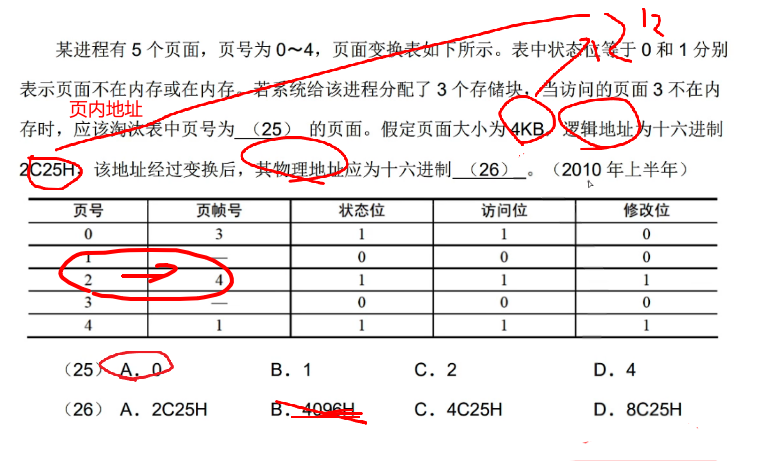 12
某进程有 5 个页面，页号为 0～4，页面变换表如下所示。表中状态位等于 0 和 1 分别
表示页面不在内存或在内存。若系统给该进程分配了 3 个存储块，当访问的页面 3 不在内
页内地址
存时，应该淘汰表中页号为 （25） 的页面。假定页面大小为 4KB，逻辑地址为十六进制
2C25H，该地址经过变换后，其物理地址应为十六进制 （26） 。（2010 年上半年）
页号 页帧号 状态位 访问位 修改位
0 3 1 1 0
1 — 0 0 0
2 4 1 1 1
3 — 0 0 0
4 1 1 1 1
（25） A．0 B．1 C．2 D．4
（26） A．2C25H B．4096H C．4C25H D．8C25H